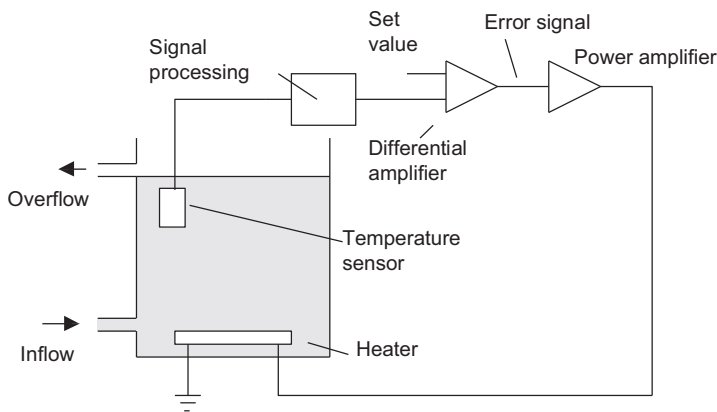 Signal
processing
Set
value
Error signal
Power amplifier
Differential
amplifier
Overflow
Temperature
sensor
Inflow
Heater